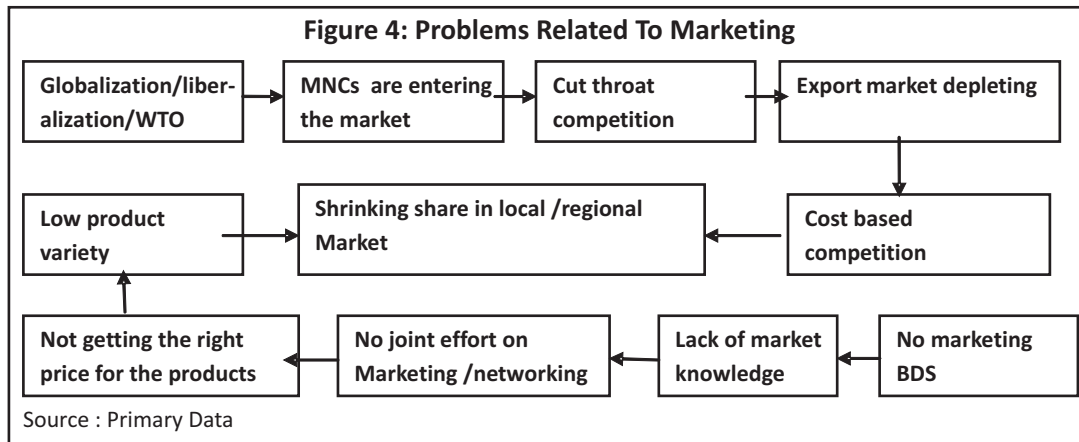 Figure 4: Problems Related To Marketing
Globalization/liber-
alization/WTO
MNCs are entering
the market
Cut throat
competition
Export market depleting
Low product
variety
Shrinking share in local /regional
Market
Cost based
competition
Not getting the right
price for the products
No joint effort on
Marketing /networking
Lack of market
knowledge
No marketing
BDS
Source : Primary Data